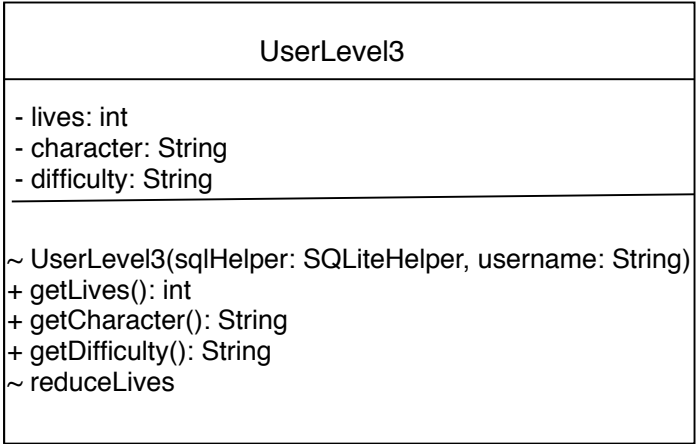 UserLevel3
- lives: int
- character: String
- difficulty: String
~ UserLevel3(sqlHelper: SQLiteHelper, username: String)
+ getLives(): int
+ getCharacter(): String
+ getDifficulty(): String
~ reduceLives